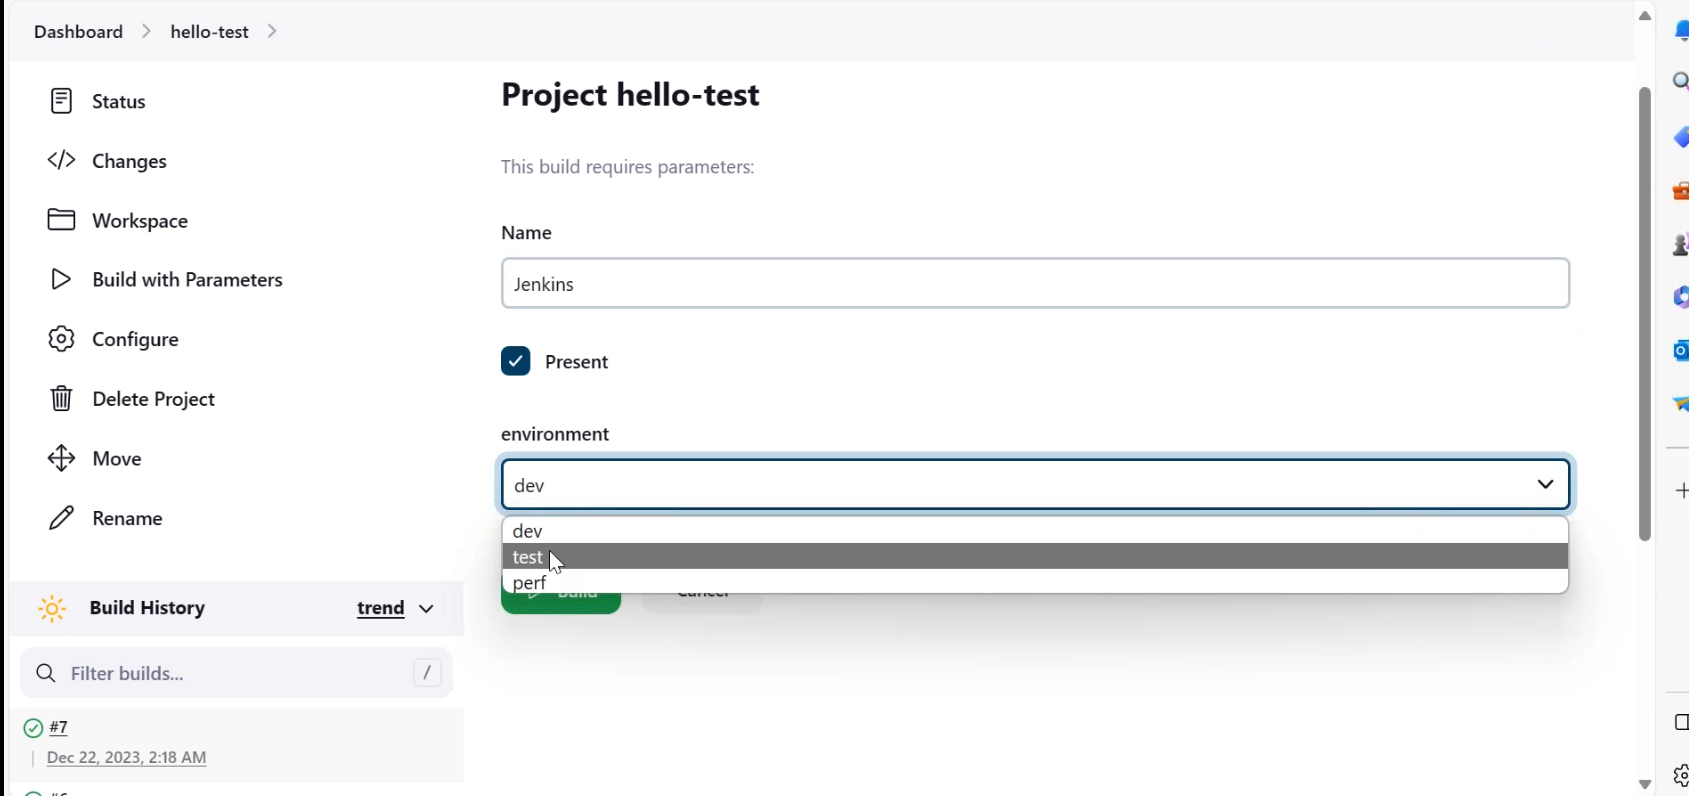 Dashboard
hello-test
Status
Changes
Workspace
Build with Parameters
Configure
Delete Project
Move
Rename
Build History
trend
Filter builds...
/
#7
Dec 22, 2023, 2:18 AM
Project hello-test
This build requires parameters:
Name
Jenkins
Present
environment
dev
dev
test
perf
Build
Cancel